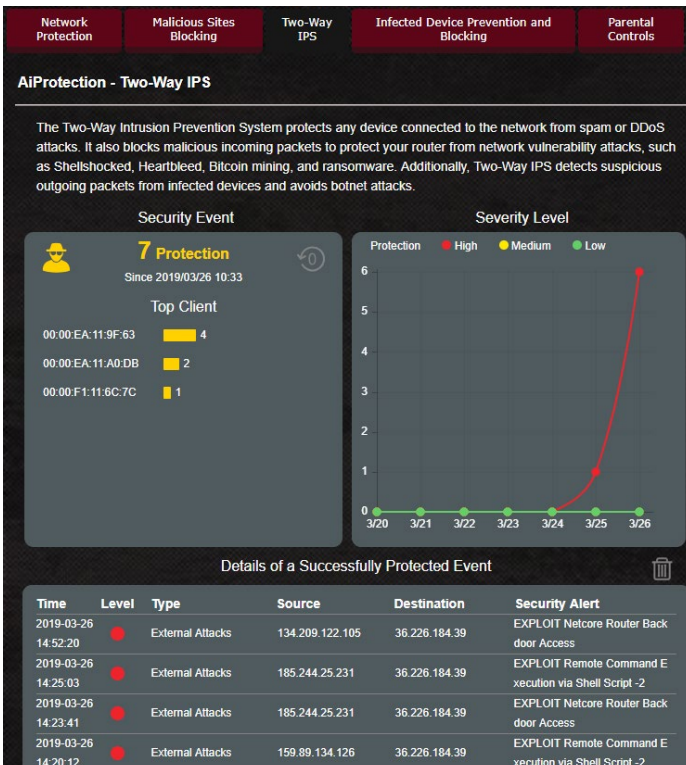 Network
Protection
Malicious Sites
Blocking
Two-Way
IPS
Infected Device Prevention and
Blocking
Parental
Controls
AiProtection - Two-Way IPS
The Two-Way Intrusion Prevention System protects any device connected to the network from spam or DDoS
attacks. It also blocks malicious incoming packets to protect your router from network vulnerability attacks, such
as Shellshocked, Heartbleed, Bitcoin mining, and ransomware. Additionally, Two-Way IPS detects suspicious
outgoing packets from infected devices and avoids botnet attacks.
Security Event
7 Protection
0
Since 2019/03/26 10:33
Top Client
00:00:EA:11:9F:63 4
00:00:EA:11:A0:DB 2
00:00:F1:11:6C:7C 1
Severity Level
Protection High Medium Low
6
5
4
3
2
1
0
3/20 3/21 3/22 3/23 3/24 3/25 3/26
Details of a Successfully Protected Event
Time Level Type Source Destination Security Alert
2019-03-26
14:52:20 External Attacks 134.209.122.105 36.226.184.39 EXPLOIT Netcore Router Back
door Access
2019-03-26
14:25:03 External Attacks 185.244.25.231 36.226.184.39 EXPLOIT Remote Command E
xecution via Shell Script -2
2019-03-26
14:23:41 External Attacks 185.244.25.231 36.226.184.39 EXPLOIT Netcore Router Back
door Access
2019-03-26
14:20:12 External Attacks 159.89.134.126 36.226.184.39 EXPLOIT Remote Command E
xecution via Shell Script -2